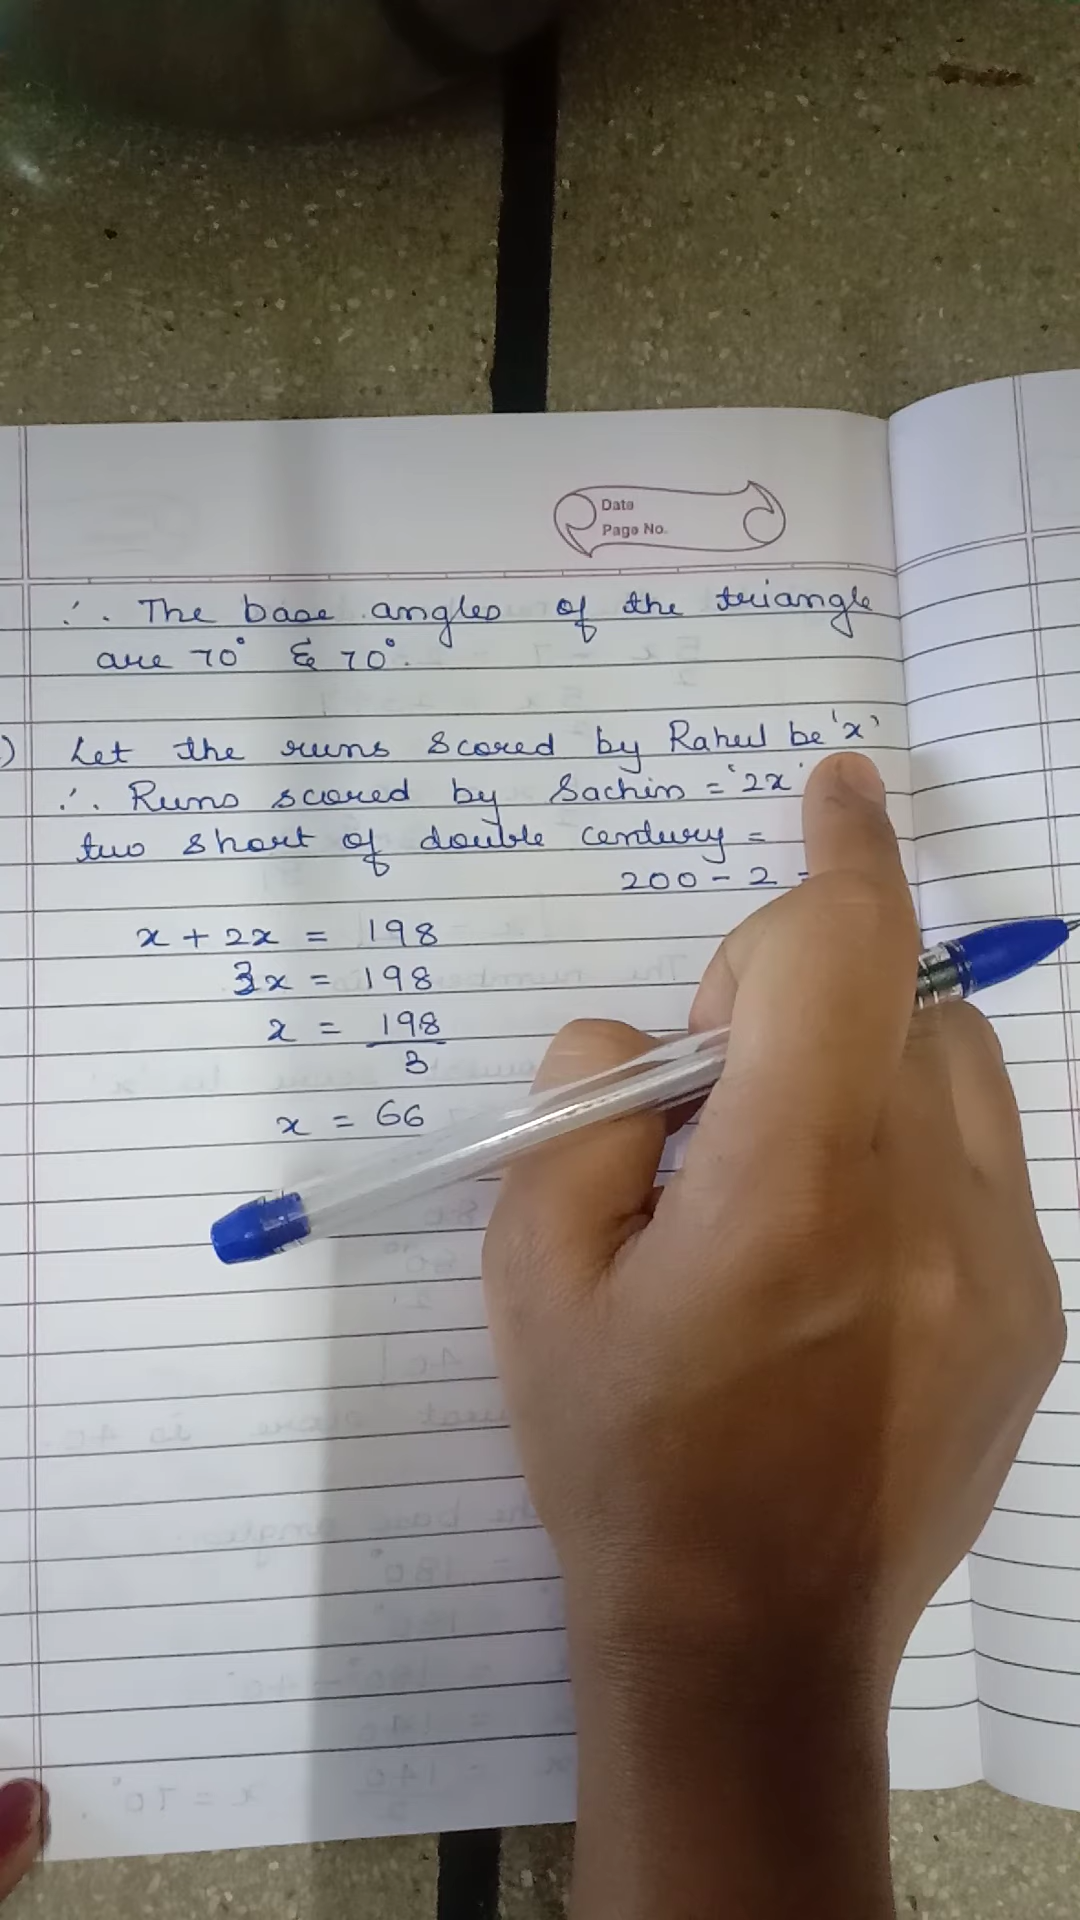 Date
Page No.
∴ The base angles of the triangle
are 70° & 70°.
) Let the runs scored by Rahul be 'x'
∴ Runs scored by Sachin = '2x'
two short of double century =
200 - 2 =
x + 2x = 198
3x = 198
x = 198
3
x = 66